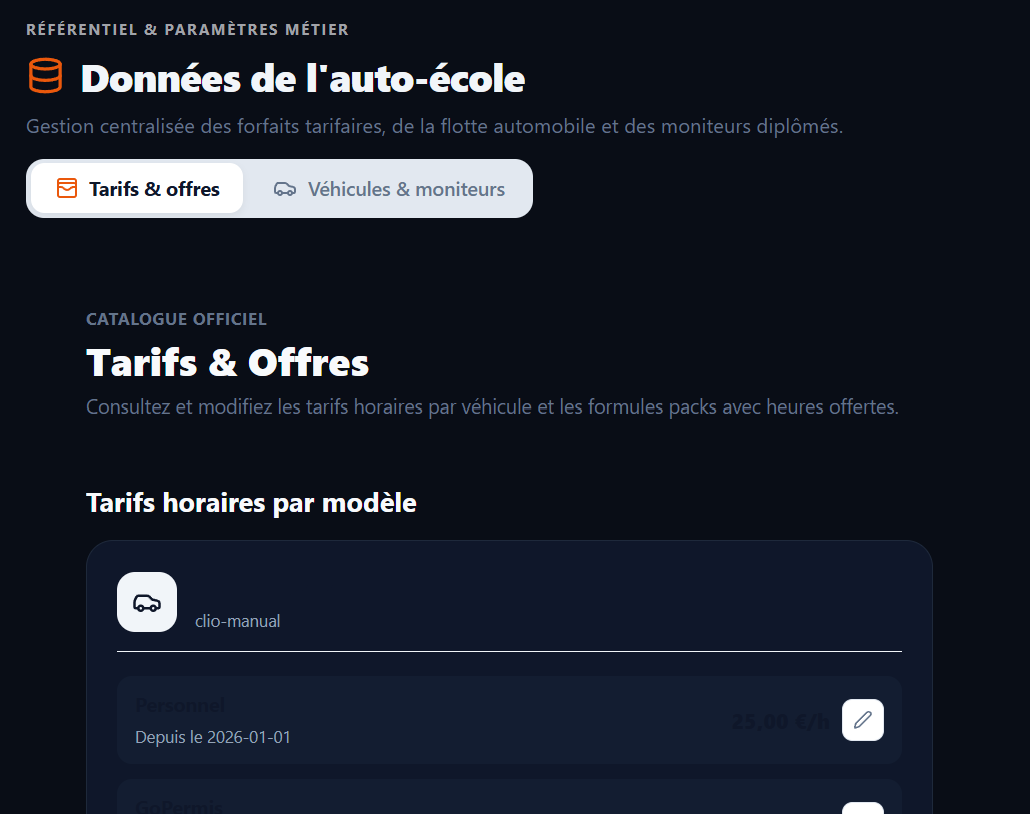 RÉFÉRENTIEL & PARAMÈTRES MÉTIER
Données de l'auto-école
Gestion centralisée des forfaits tarifaires, de la flotte automobile et des moniteurs diplômés.
Tarifs & offres
Véhicules & moniteurs
CATALOGUE OFFICIEL
Tarifs & Offres
Consultez et modifiez les tarifs horaires par véhicule et les formules packs avec heures offertes.
Tarifs horaires par modèle
clio-manual
Personnel
25,00 €/h
Depuis le 2026-01-01
GoPermis